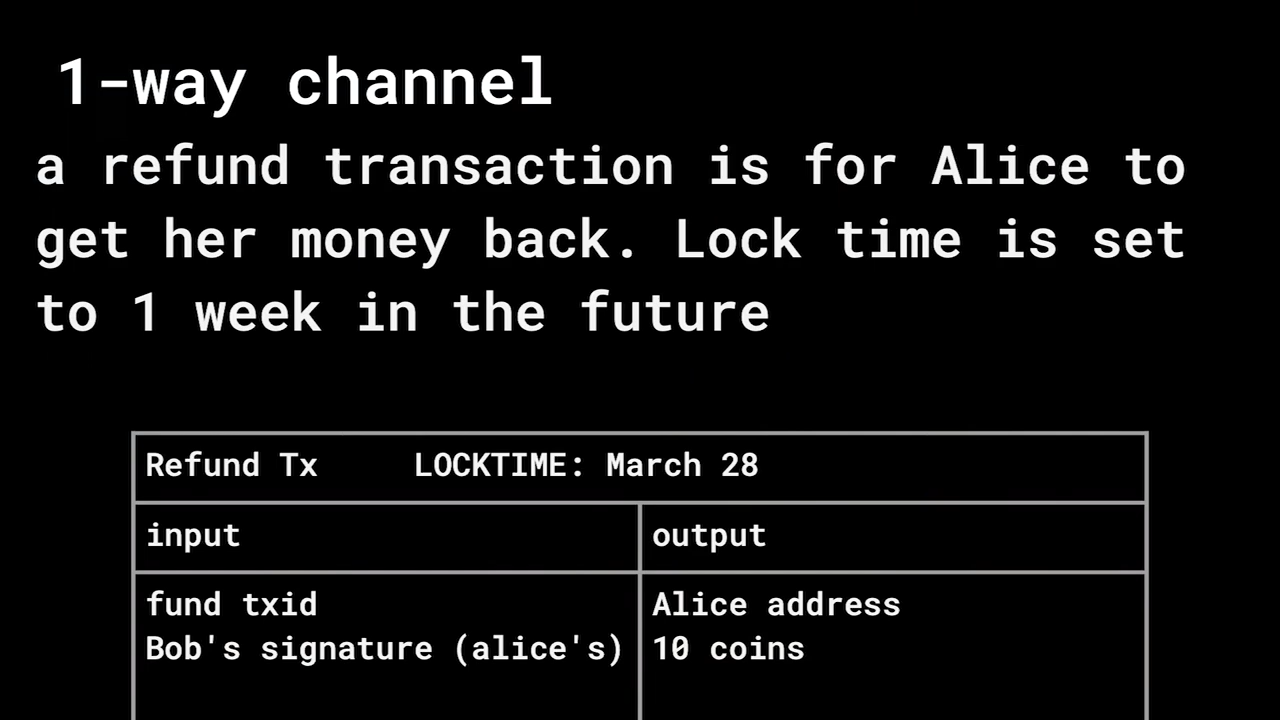 1-way channel
a refund transaction is for Alice to
get her money back. Lock time is set
to 1 week in the future
Refund Tx LOCKTIME: March 28
input output
fund txid Alice address
Bob's signature (alice's) 10 coins